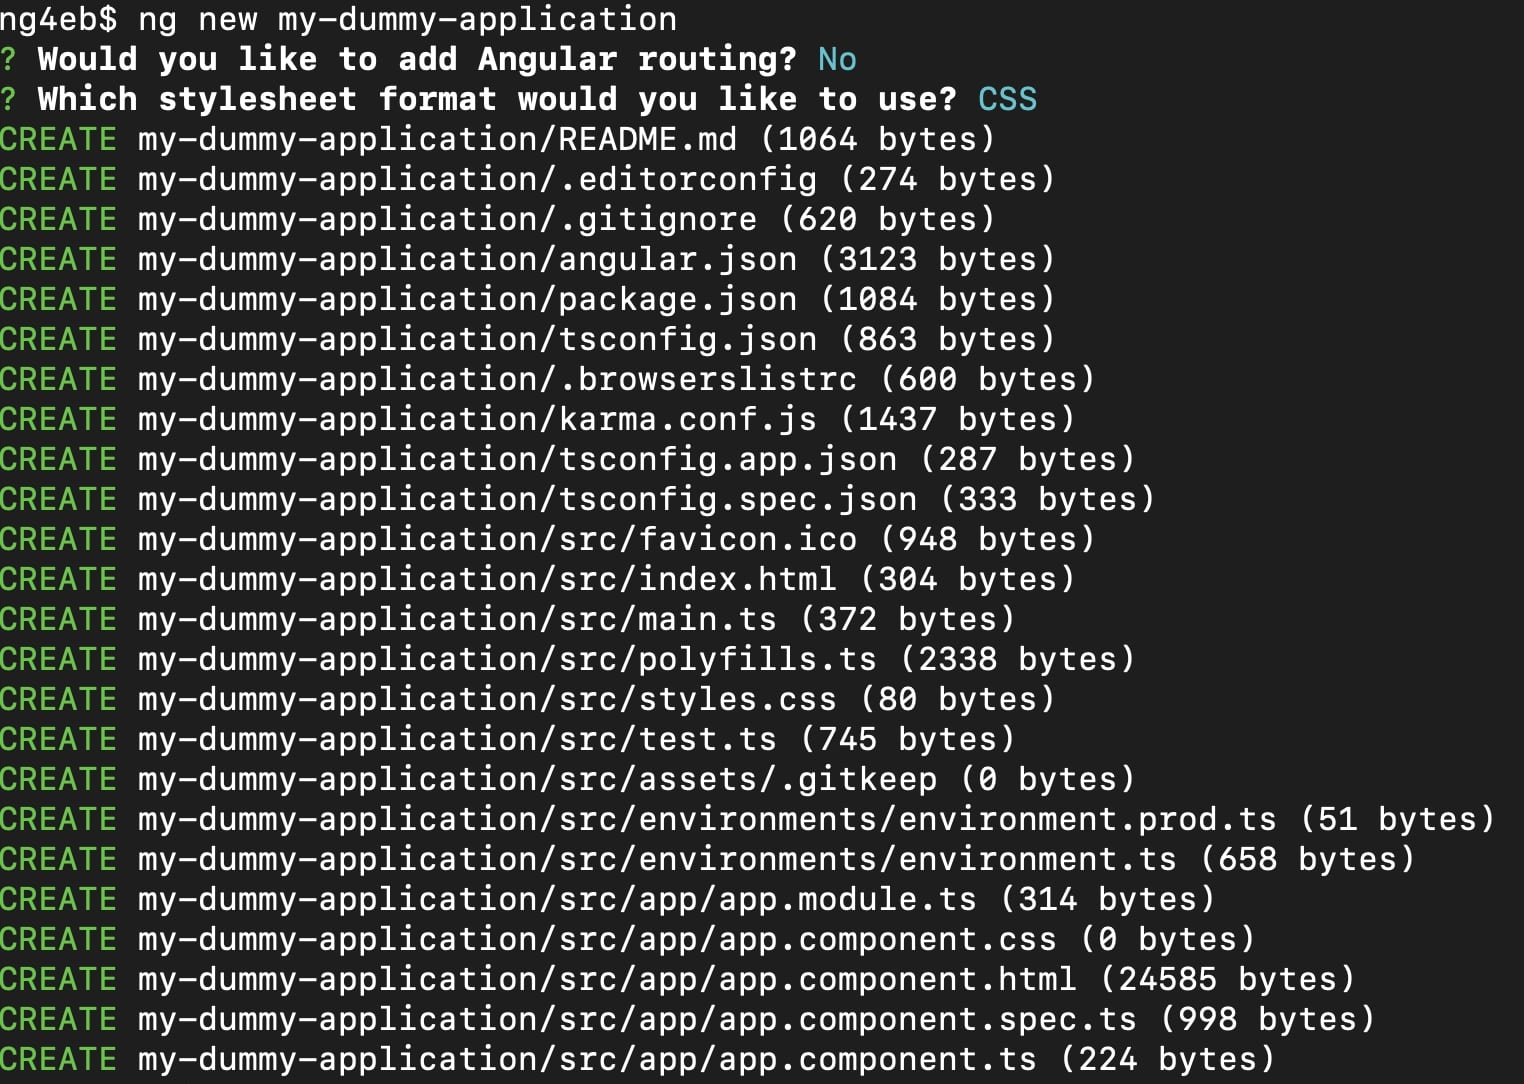 ng4eb$ ng new my-dummy-application
? Would you like to add Angular routing? No
? Which stylesheet format would you like to use? CSS
CREATE my-dummy-application/README.md (1064 bytes)
CREATE my-dummy-application/.editorconfig (274 bytes)
CREATE my-dummy-application/.gitignore (620 bytes)
CREATE my-dummy-application/angular.json (3123 bytes)
CREATE my-dummy-application/package.json (1084 bytes)
CREATE my-dummy-application/tsconfig.json (863 bytes)
CREATE my-dummy-application/.browserslistrc (600 bytes)
CREATE my-dummy-application/karma.conf.js (1437 bytes)
CREATE my-dummy-application/tsconfig.app.json (287 bytes)
CREATE my-dummy-application/tsconfig.spec.json (333 bytes)
CREATE my-dummy-application/src/favicon.ico (948 bytes)
CREATE my-dummy-application/src/index.html (304 bytes)
CREATE my-dummy-application/src/main.ts (372 bytes)
CREATE my-dummy-application/src/polyfills.ts (2338 bytes)
CREATE my-dummy-application/src/styles.css (80 bytes)
CREATE my-dummy-application/src/test.ts (745 bytes)
CREATE my-dummy-application/src/assets/.gitkeep (0 bytes)
CREATE my-dummy-application/src/environments/environment.prod.ts (51 bytes)
CREATE my-dummy-application/src/environments/environment.ts (658 bytes)
CREATE my-dummy-application/src/app/app.module.ts (314 bytes)
CREATE my-dummy-application/src/app/app.component.css (0 bytes)
CREATE my-dummy-application/src/app/app.component.html (24585 bytes)
CREATE my-dummy-application/src/app/app.component.spec.ts (998 bytes)
CREATE my-dummy-application/src/app/app.component.ts (224 bytes)